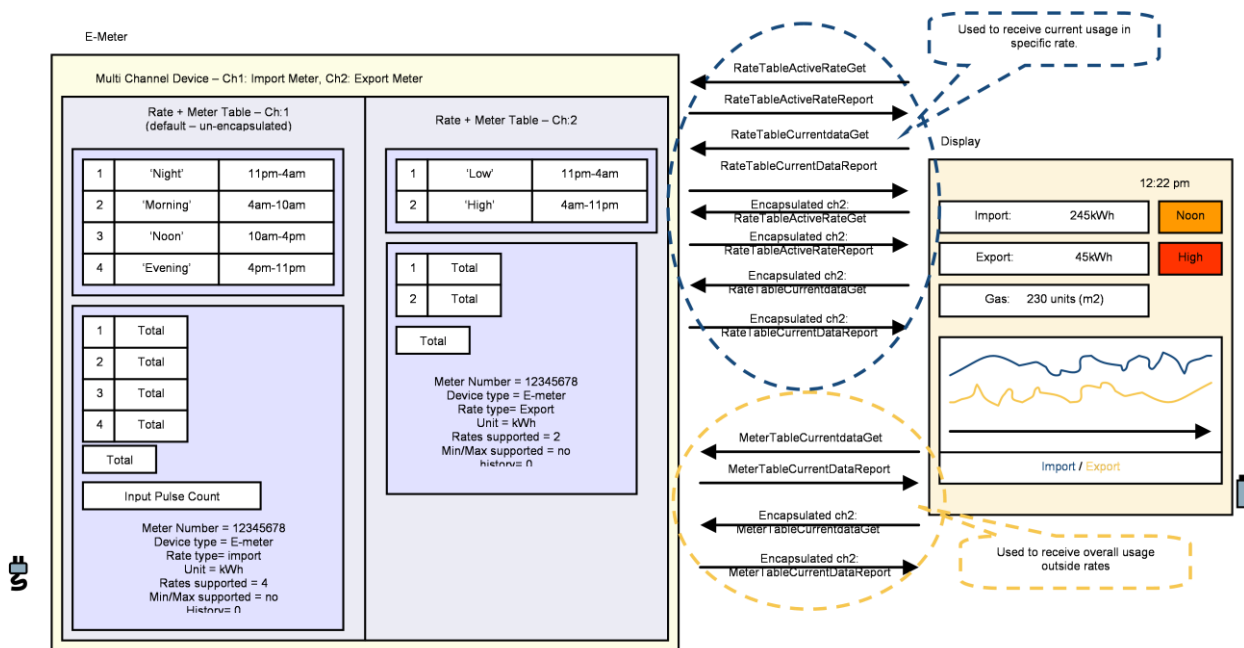 E-Meter
Multi Channel Device – Ch1: Import Meter, Ch2: Export Meter
Rate + Meter Table – Ch:1
(default – un-encapsulated)
1 'Night' 11pm-4am
2 'Morning' 4am-10am
3 'Noon' 10am-4pm
4 'Evening' 4pm-11pm
1 Total
2 Total
3 Total
4 Total
Total
Input Pulse Count
Meter Number = 12345678
Device type = E-meter
Rate type= import
Unit = kWh
Rates supported = 4
Min/Max supported = no
History= 0
Rate + Meter Table – Ch:2
1 'Low' 11pm-4am
2 'High' 4am-11pm
1 Total
2 Total
Total
Meter Number = 12345678
Device type = E-meter
Rate type= Export
Unit = kWh
Rates supported = 2
Min/Max supported = no
history= 0
RateTableActiveRateGet
RateTableActiveRateReport
RateTableCurrentdataGet
RateTableCurrentDataReport
Encapsulated ch2:
RateTableActiveRateGet
Encapsulated ch2:
RateTableActiveRateReport
Encapsulated ch2:
RateTableCurrentdataGet
Encapsulated ch2:
RateTableCurrentDataReport
MeterTableCurrentdataGet
MeterTableCurrentDataReport
Encapsulated ch2:
MeterTableCurrentdataGet
Encapsulated ch2:
MeterTableCurrentDataReport
Used to receive current usage in
specific rate.
Display
12:22 pm
Import: 245kWh Noon
Export: 45kWh High
Gas: 230 units (m2)
Import / Export
Used to receive overall usage
outside rates